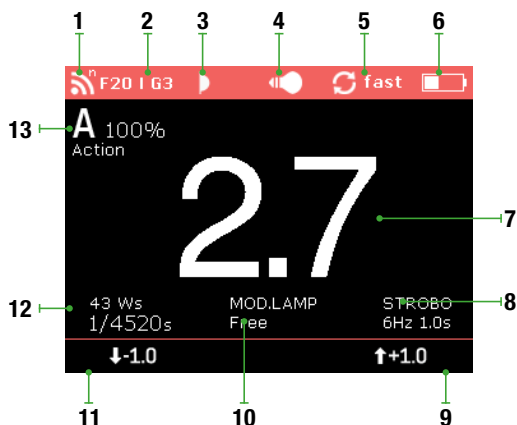 1 2 3 4 5 6
n F20 I G3 fast
13 A 100%
Action
2.7 7
43 Ws MOD.LAMP STROBO 8
12 1/4520s Free 6Hz 1.0s
-1.0 +1.0
11 10 9